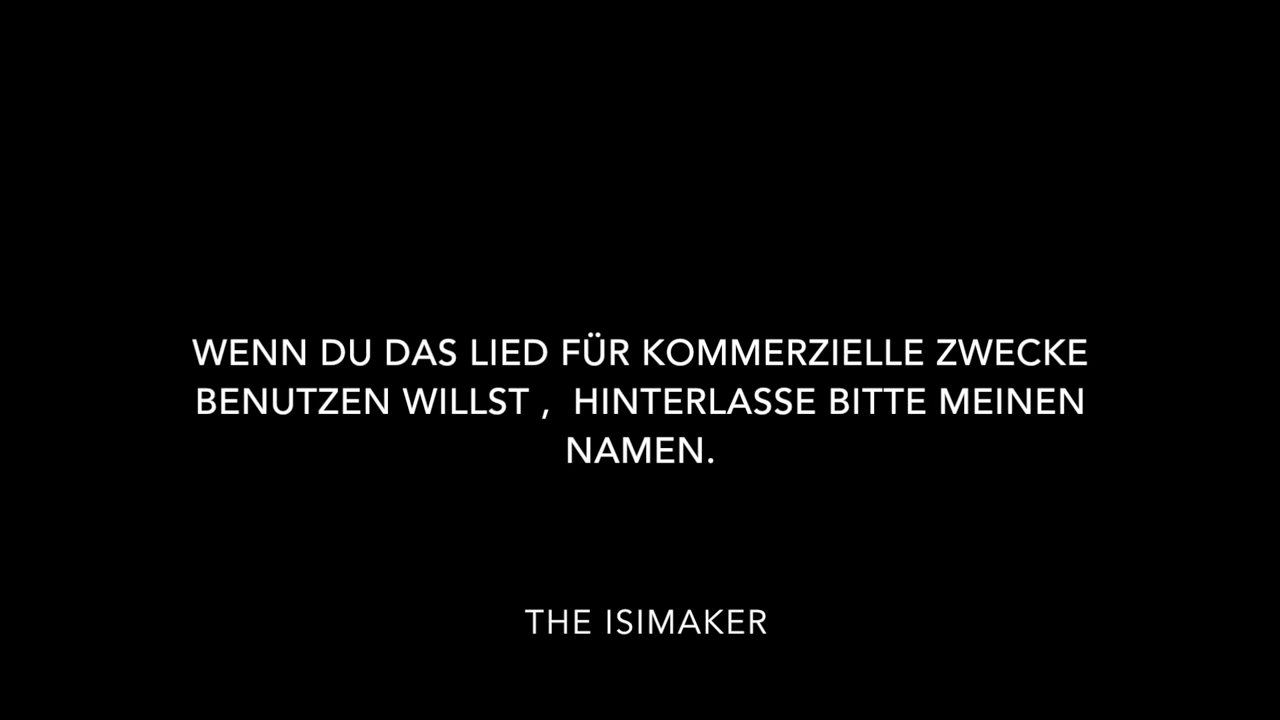 WENN DU DAS LIED FÜR KOMMERZIELLE ZWECKE
BENUTZEN WILLST ,  HINTERLASSE BITTE MEINEN
NAMEN.
THE ISIMAKER